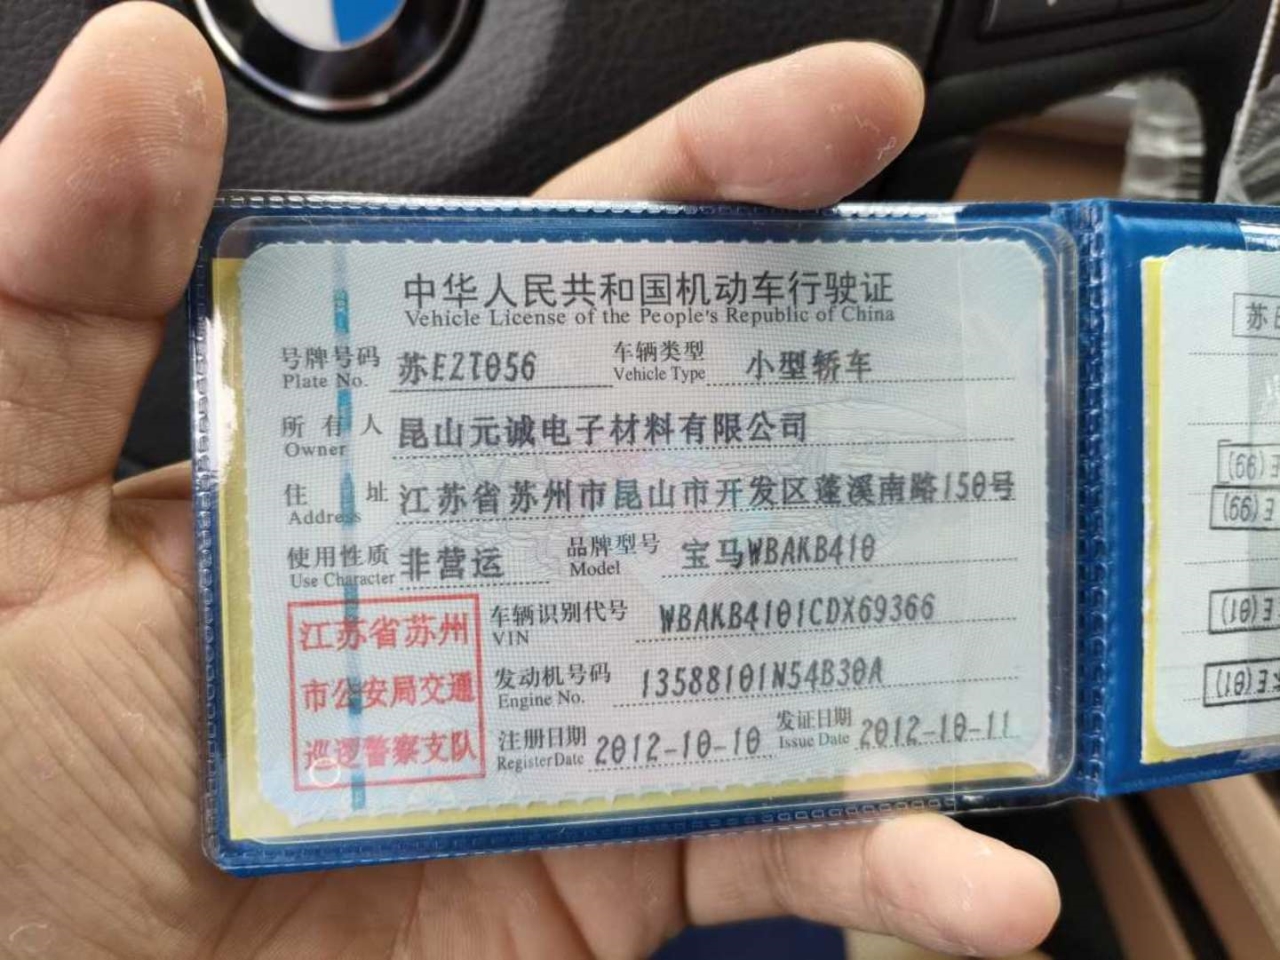 中华人民共和国机动车行驶证
Vehicle License of the People's Republic of China
号牌号码 苏E2T056 车辆类型 小型轿车
Plate No. Vehicle Type
所有人 昆山元诚电子材料有限公司
Owner
住址 江苏省苏州市昆山市开发区蓬溪南路150号
Address
使用性质 非营运 品牌型号 宝马WBAKB410
Use Character Model
江苏省苏州
市公安局交通
巡逻警察支队
车辆识别代号 WBAKB4101CDX69366
VIN
发动机号码 13588101N54B30A
Engine No.
注册日期 2012-10-10 发证日期 2012-10-11
Register Date Issue Date
苏